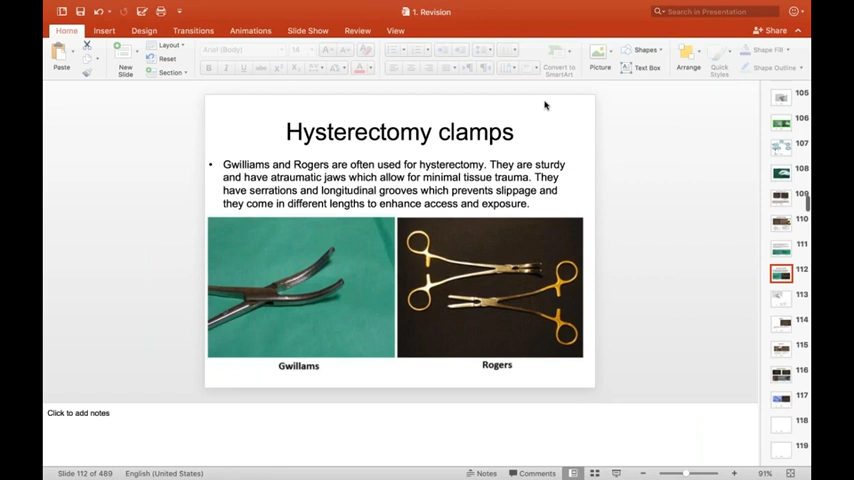 1. Revision
Search in Presentation
Home Insert Design Transitions Animations Slide Show Review View
Share
Paste
New
Slide
Layout
Reset
Section
Arial (Body)
14
Convert to
SmartArt
Picture
Shapes
Text Box
Arrange
Quick
Styles
Shape Fill
Shape Outline
Hysterectomy clamps
• Gwilliams and Rogers are often used for hysterectomy. They are sturdy
and have atraumatic jaws which allow for minimal tissue trauma. They
have serrations and longitudinal grooves which prevents slippage and
they come in different lengths to enhance access and exposure.
Gwillams
Rogers
105
106
107
108
109
110
111
112
113
114
115
116
117
118
119
Click to add notes
Slide 112 of 489 English (United States)
Notes Comments
91%